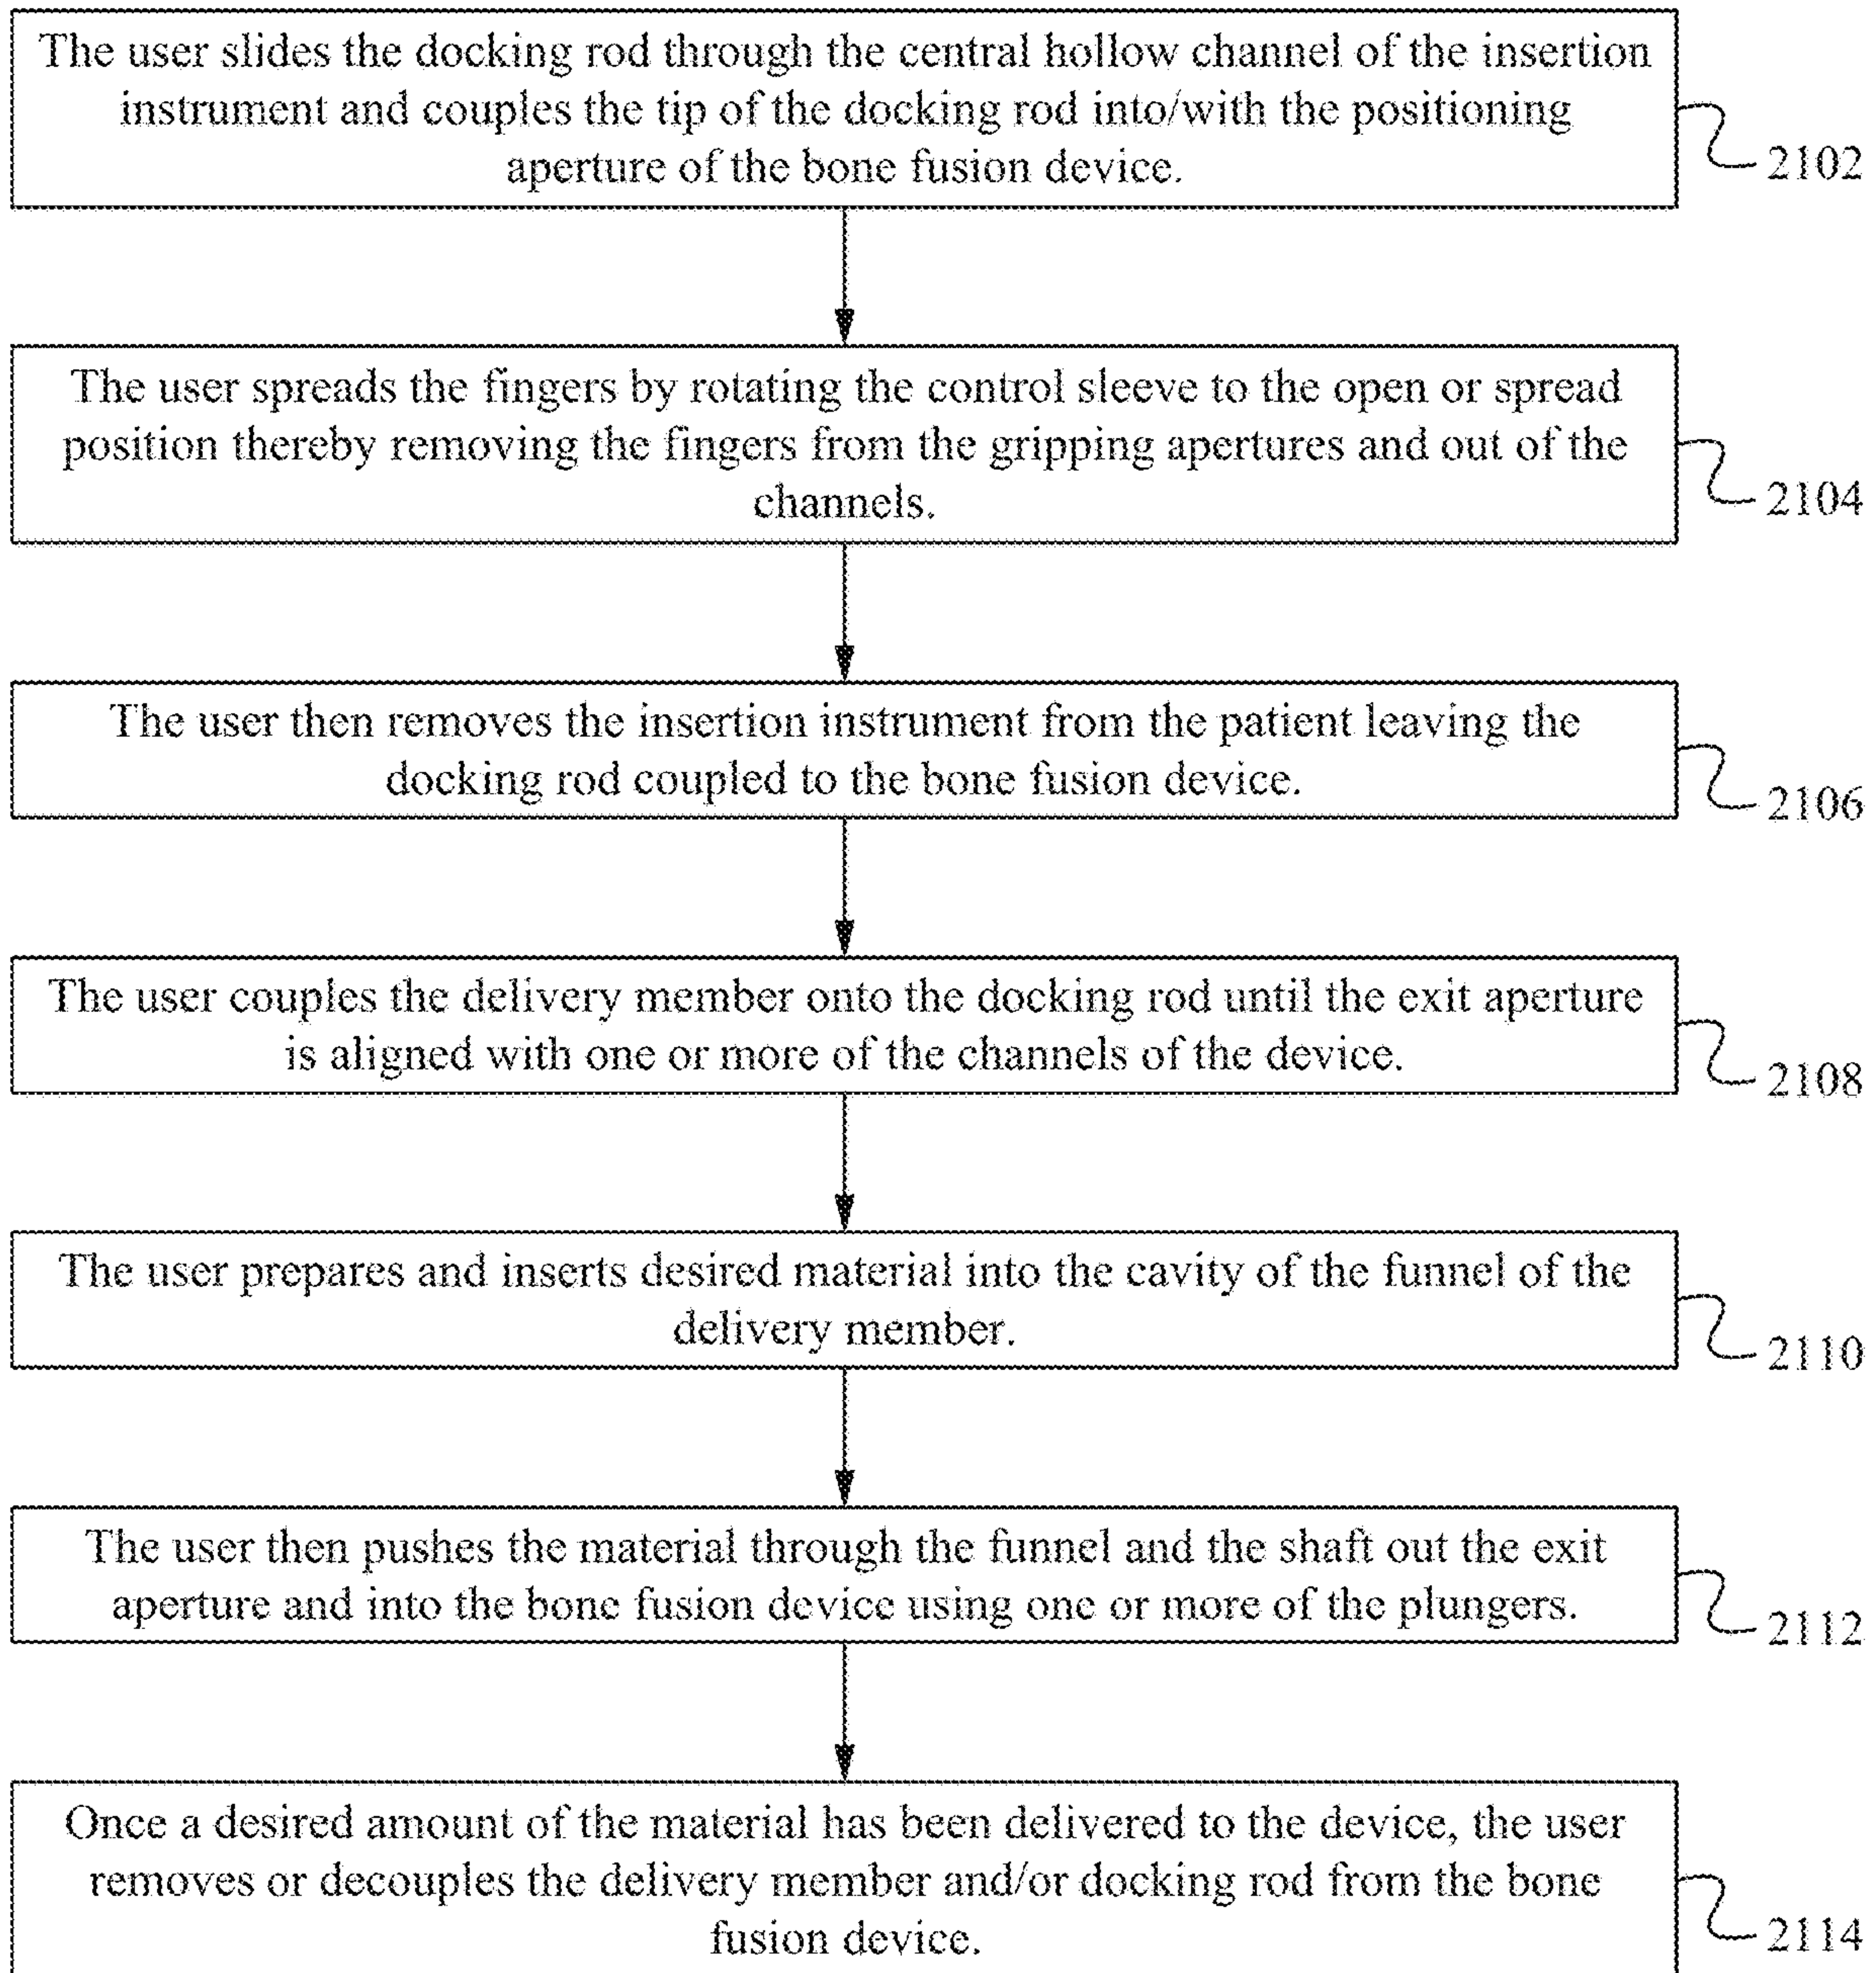 The user slides the docking rod through the central hollow channel of the insertion
instrument and couples the tip of the docking rod into/with the positioning
aperture of the bone fusion device.
2102
The user spreads the fingers by rotating the control sleeve to the open or spread
position thereby removing the fingers from the gripping apertures and out of the
channels.
2104
The user then removes the insertion instrument from the patient leaving the
docking rod coupled to the bone fusion device.
2106
The user couples the delivery member onto the docking rod until the exit aperture
is aligned with one or more of the channels of the device.
2108
The user prepares and inserts desired material into the cavity of the funnel of the
delivery member.
2110
The user then pushes the material through the funnel and the shaft out the exit
aperture and into the bone fusion device using one or more of the plungers.
2112
Once a desired amount of the material has been delivered to the device, the user
removes or decouples the delivery member and/or docking rod from the bone
fusion device.
2114